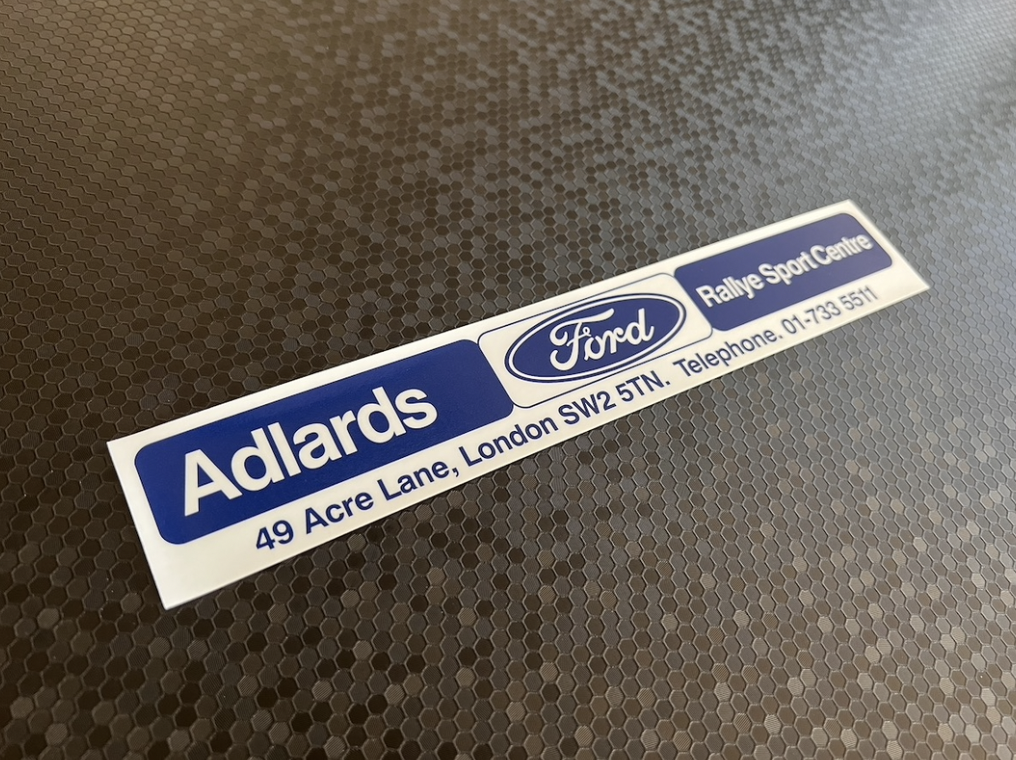 Adlards Ford Rallye Sport Centre
49 Acre Lane, London SW2 5TN. Telephone. 01-733 5511